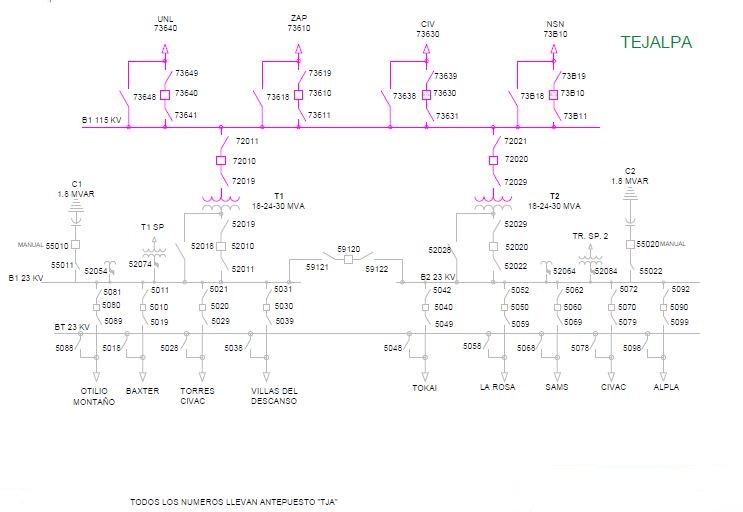 UNL
73640
ZAP
73610
CIV
73630
NSN
73B10
TEJALPA
73649
73648
73640
73641
73619
73618
73610
73611
73639
73638
73630
73631
73B19
73B18
73B10
73B11
B1 115 KV
72011
72010
72019
72021
72020
72029
C1
1.8 MVAR
T1
18-24-30 MVA
T2
18-24-30 MVA
C2
1.8 MVAR
MANUAL
55010
55011
T1 SP
52054
52074
52018
52019
52010
52011
59120
59121
59122
52028
52029
52020
52022
TR. SP. 2
52064
52084
55020
MANUAL
55022
B1 23 KV
B2 23 KV
5081
5080
5089
5011
5010
5019
5021
5020
5029
5031
5030
5039
5042
5040
5049
5052
5050
5059
5062
5060
5069
5072
5070
5079
5092
5090
5099
BT 23 KV
5088
5018
5028
5038
5048
5058
5068
5078
5098
OTILIO
MONTAÑO
BAXTER
TORRES
CIVAC
VILLAS DEL
DESCANSO
TOKAI
LA ROSA
SAMS
CIVAC
ALPLA
TODOS LOS NUMEROS LLEVAN ANTEPUESTO "TJA"